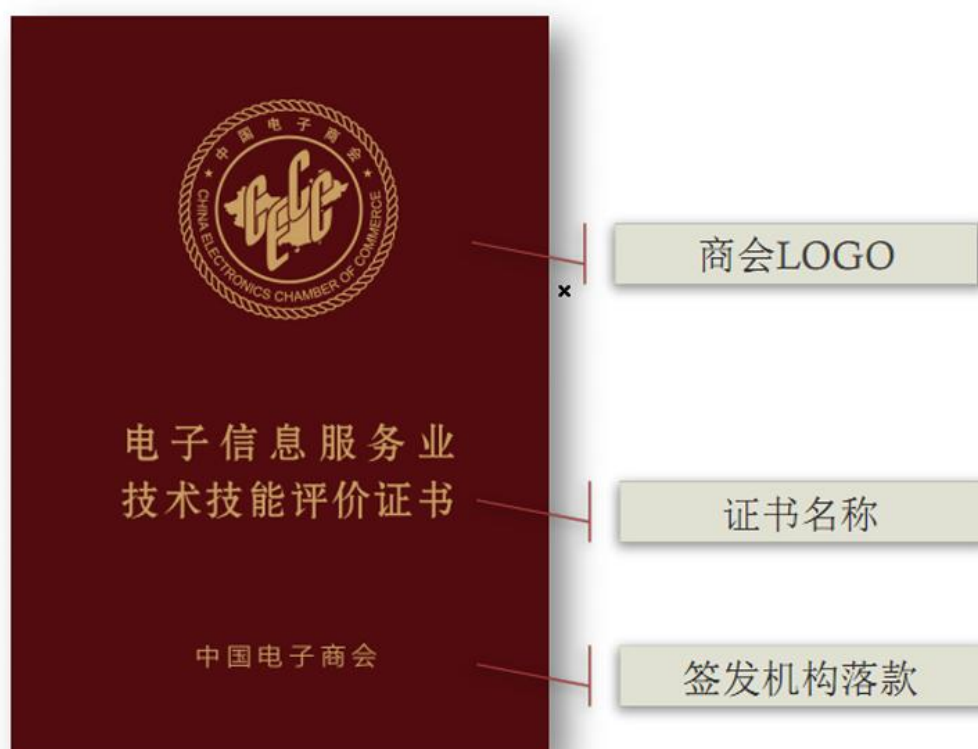 中国电子商会
CECC
CHINA ELECTRONICS CHAMBER OF COMMERCE
商会LOGO
电子信息服务业
技术技能评价证书
证书名称
中国电子商会
签发机构落款